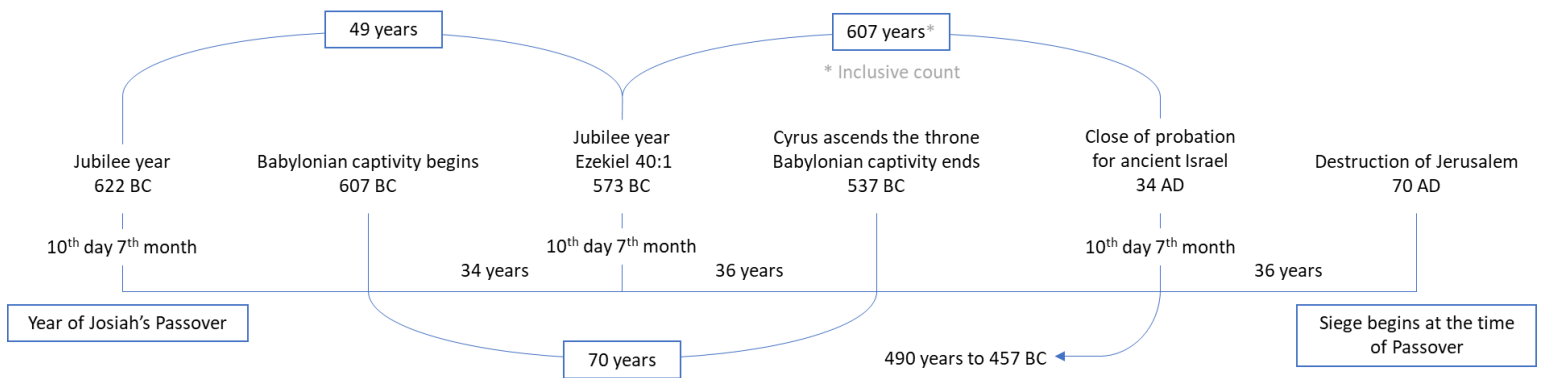 49 years
607 years*
* Inclusive count
Jubilee year
622 BC
Babylonian captivity begins
607 BC
Jubilee year
Ezekiel 40:1
573 BC
Cyrus ascends the throne
Babylonian captivity ends
537 BC
Close of probation
for ancient Israel
34 AD
Destruction of Jerusalem
70 AD
10th day 7th month
10th day 7th month
10th day 7th month
34 years
36 years
36 years
Year of Josiah’s Passover
Siege begins at the time
of Passover
70 years
490 years to 457 BC